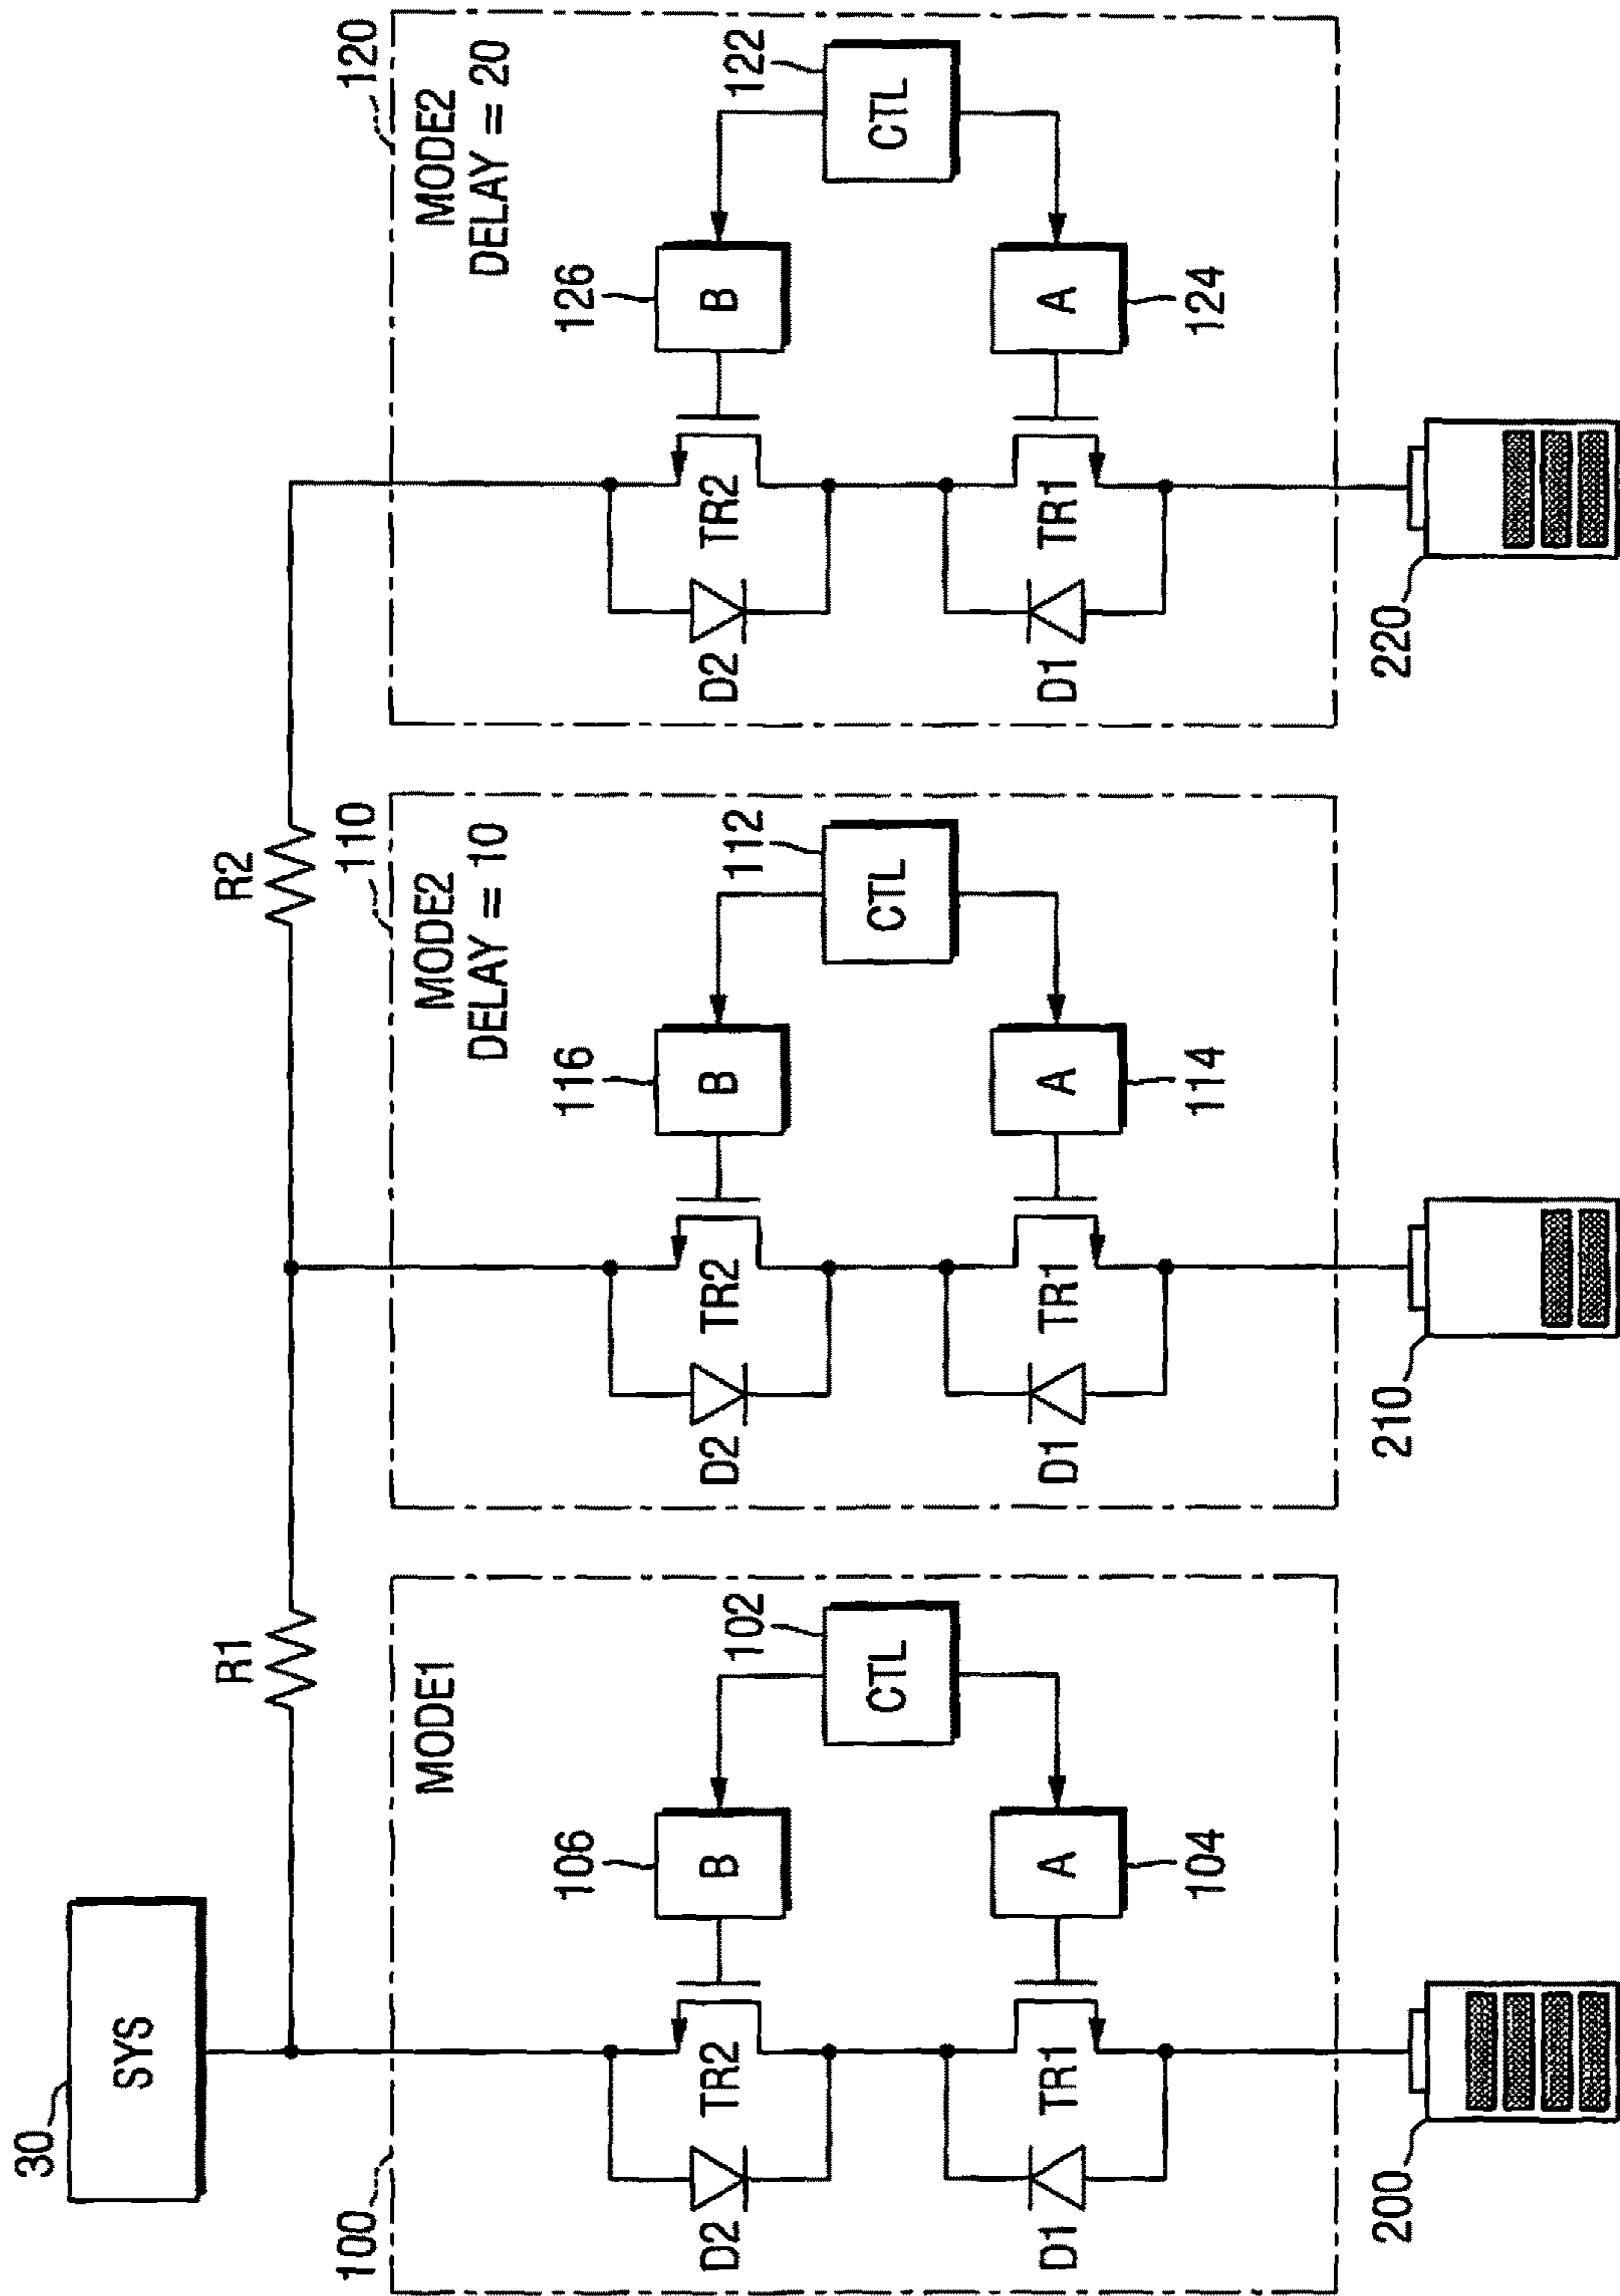 30
SYS
R1
R2
100
MODE1
106
B
102
CTL
104
A
TR2
D2
TR1
D1
200
110
MODE2
DELAY = 10
116
B
112
CTL
114
A
TR2
D2
TR1
D1
210
120
MODE2
DELAY = 20
126
B
122
CTL
124
A
TR2
D2
TR1
D1
220